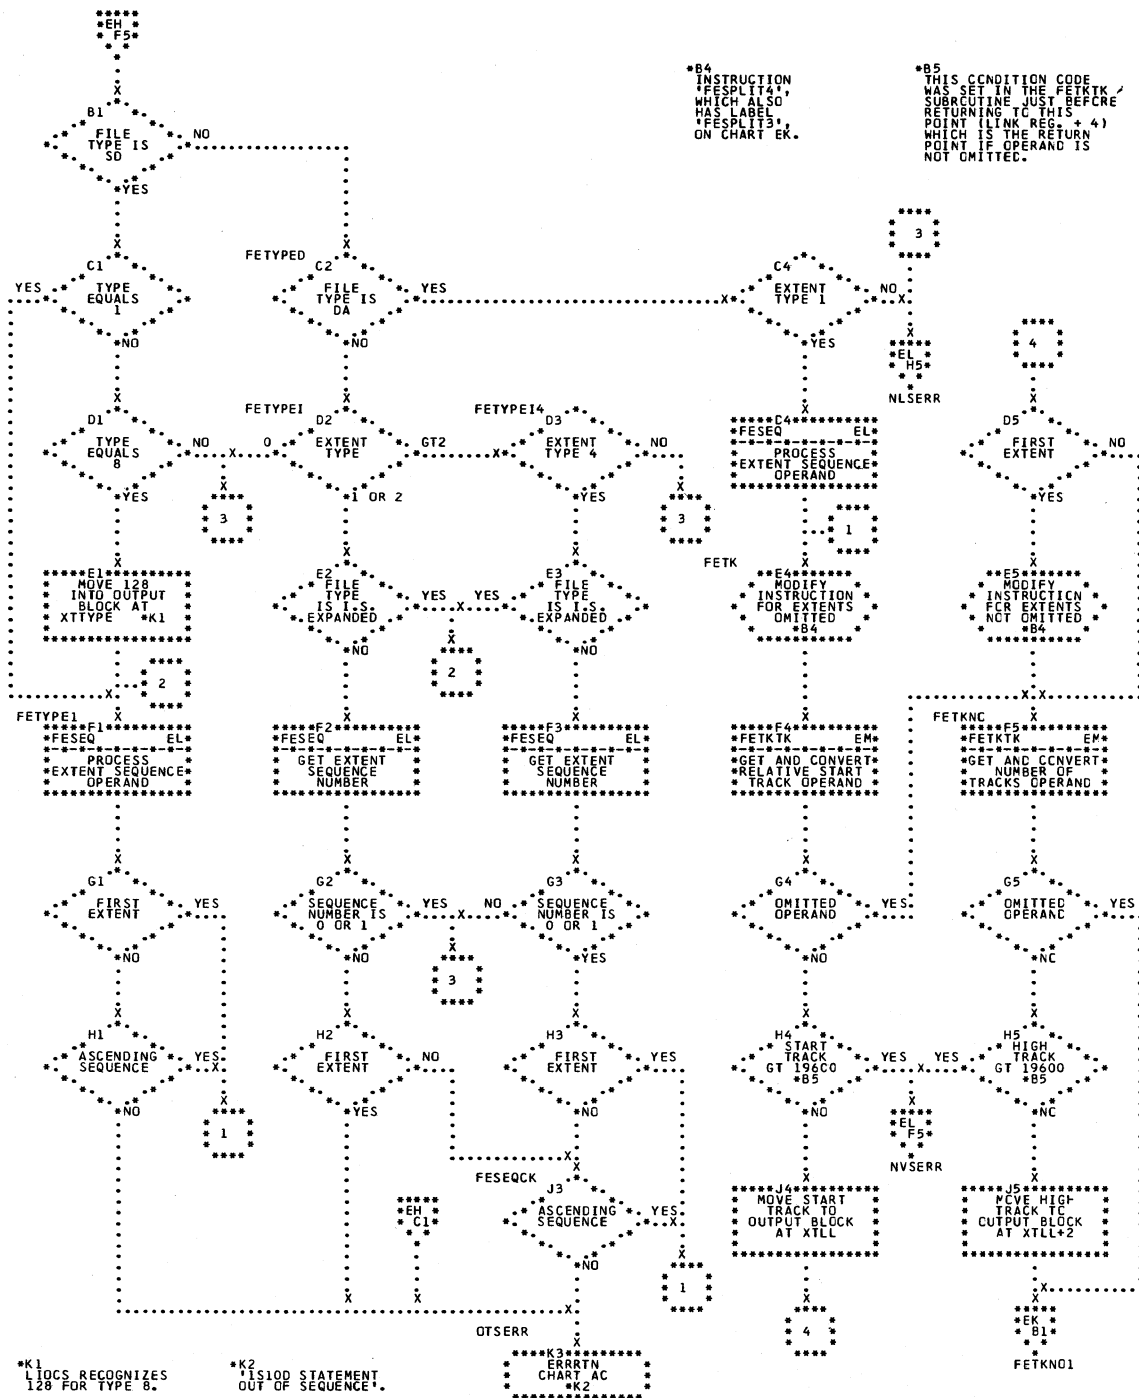 EH
F5
*B4
INSTRUCTION
'FESPLIT4',
WHICH ALSO
HAS LABEL
'FESPLIT3',
ON CHART EK.
*B5
THIS CCNDITION CODE
WAS SET IN THE FETKTK
SUBRCUTINE JUST BEFCRE
RETURNING TC THIS
POINT (LINK REG. + 4)
WHICH IS THE RETURN
POINT IF OPERAND IS
NOT OMITTED.
B1
FILE
TYPE IS
SD
NO
YES
3
C1
TYPE
EQUALS
1
YES
NO
FETYPED
C2
FILE
TYPE IS
DA
YES
NO
C4
EXTENT
TYPE 1
NO
YES
EL
H5
NLSERR
4
D1
TYPE
EQUALS
8
NO
YES
3
FETYPEI
D2
EXTENT
TYPE
0
GT2
1 OR 2
FETYPEI4
D3
EXTENT
TYPE 4
NO
YES
3
C4
FESEQ EL
PROCESS
EXTENT SEQUENCE
OPERAND
1
D5
FIRST
EXTENT
NO
YES
E1
MOVE 128
INTO OUTPUT
BLOCK AT
XTTYPE *K1
2
E2
FILE
TYPE
IS I.S.
EXPANDED
YES
NO
2
E3
FILE
TYPE
IS I.S.
EXPANDED
YES
NO
FETK
E4
MODIFY
INSTRUCTION
FOR EXTENTS
OMITTED
*B4
E5
MODIFY
INSTRUCTICN
FCR EXTENTS
NOT OMITTED
*B4
FETYPE1
F1
FESEQ EL
PROCESS
EXTENT SEQUENCE
OPERAND
F2
FESEQ EL
GET EXTENT
SEQUENCE
NUMBER
F3
FESEQ EL
GET EXTENT
SEQUENCE
NUMBER
F4
FETKTK EM
GET AND CONVERT
RELATIVE START
TRACK OPERAND
FETKNC
F5
FETKTK EM
GET AND CCNVERT
NUMBER OF
TRACKS OPERAND
G1
FIRST
EXTENT
YES
NO
G2
SEQUENCE
NUMBER IS
0 OR 1
YES
NO
3
G3
SEQUENCE
NUMBER IS
0 OR 1
NO
YES
G4
OMITTED
OPERAND
YES
NO
G5
OMITTED
OPERAND
YES
NC
H1
ASCENDING
SEQUENCE
YES
NO
1
H2
FIRST
EXTENT
NO
YES
H3
FIRST
EXTENT
YES
NO
H4
START
TRACK
GT 196C0
*B5
YES
NO
EL
F5
NVSERR
H5
HIGH
TRACK
GT 19600
*B5
YES
NC
EH
C1
FESEQCK
J3
ASCENDING
SEQUENCE
YES
NO
1
J4
MOVE START
TRACK TO
OUTPUT BLOCK
AT XTLL
4
J5
MCVE HIGH
TRACK TC
CUTPUT BLOCK
AT XTLL+2
EK
B1
FETKNO1
OTSERR
K3
ERRRTN
CHART AC
*K2
*K1
LIOCS RECOGNIZES
128 FOR TYPE 8.
*K2
'1S10D STATEMENT
OUT OF SEQUENCE'.